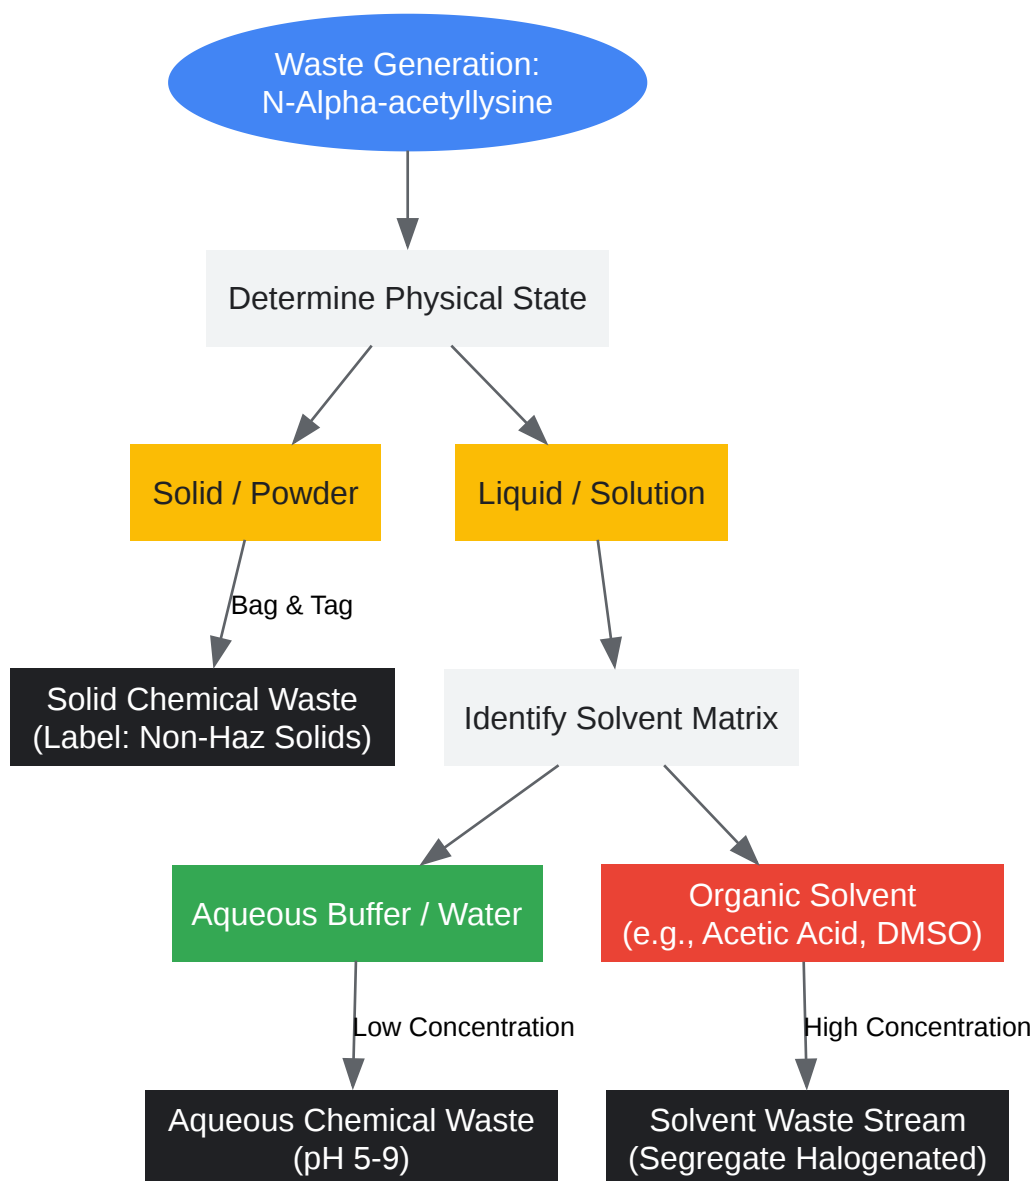 Waste Generation:
N-Alpha-acetyllysine
Determine Physical State
Solid / Powder
Liquid / Solution
Bag & Tag
Solid Chemical Waste
(Label: Non-Haz Solids)
Identify Solvent Matrix
Aqueous Buffer / Water
Organic Solvent
(e.g., Acetic Acid, DMSO)
Low Concentration
High Concentration
Aqueous Chemical Waste
(pH 5-9)
Solvent Waste Stream
(Segregate Halogenated)